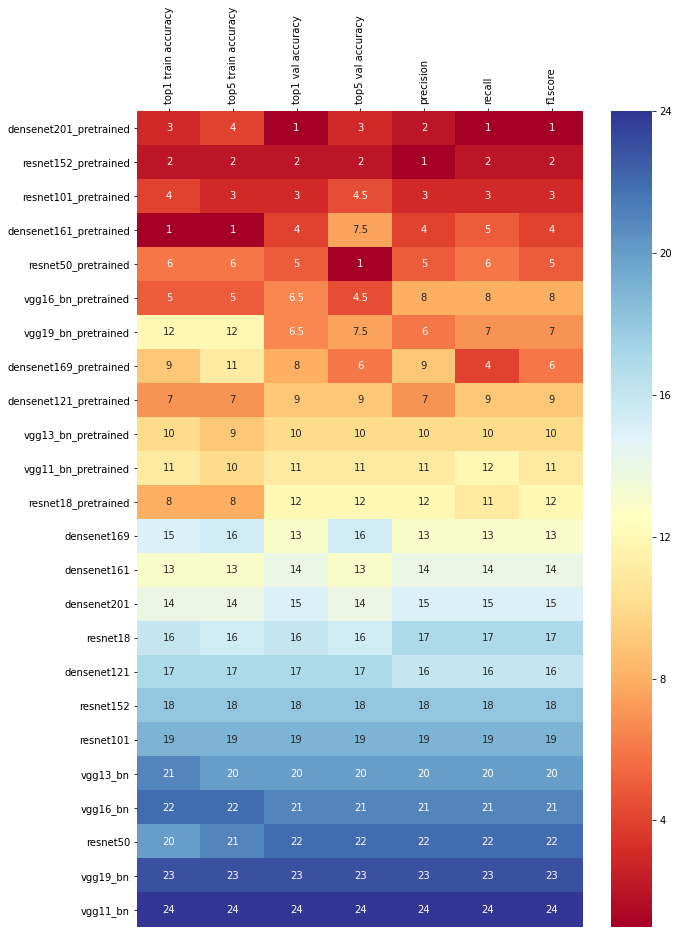 top1 train accuracy top5 train accuracy top1 val accuracy top5 val accuracy precision recall f1score
densenet201_pretrained 3 4 1 3 2 1 1
resnet152_pretrained 2 2 2 2 1 2 2
resnet101_pretrained 4 3 3 4.5 3 3 3
densenet161_pretrained 1 1 4 7.5 4 5 4
resnet50_pretrained 6 6 5 1 5 6 5
vgg16_bn_pretrained 5 5 6.5 4.5 8 8 8
vgg19_bn_pretrained 12 12 6.5 7.5 6 7 7
densenet169_pretrained 9 11 8 6 9 4 6
densenet121_pretrained 7 7 9 9 7 9 9
vgg13_bn_pretrained 10 9 10 10 10 10 10
vgg11_bn_pretrained 11 10 11 11 11 12 11
resnet18_pretrained 8 8 12 12 12 11 12
densenet169 15 16 13 16 13 13 13
densenet161 13 13 14 13 14 14 14
densenet201 14 14 15 14 15 15 15
resnet18 16 16 16 16 17 17 17
densenet121 17 17 17 17 16 16 16
resnet152 18 18 18 18 18 18 18
resnet101 19 19 19 19 19 19 19
vgg13_bn 21 20 20 20 20 20 20
vgg16_bn 22 22 21 21 21 21 21
resnet50 20 21 22 22 22 22 22
vgg19_bn 23 23 23 23 23 23 23
vgg11_bn 24 24 24 24 24 24 24
24
20
16
12
8
4